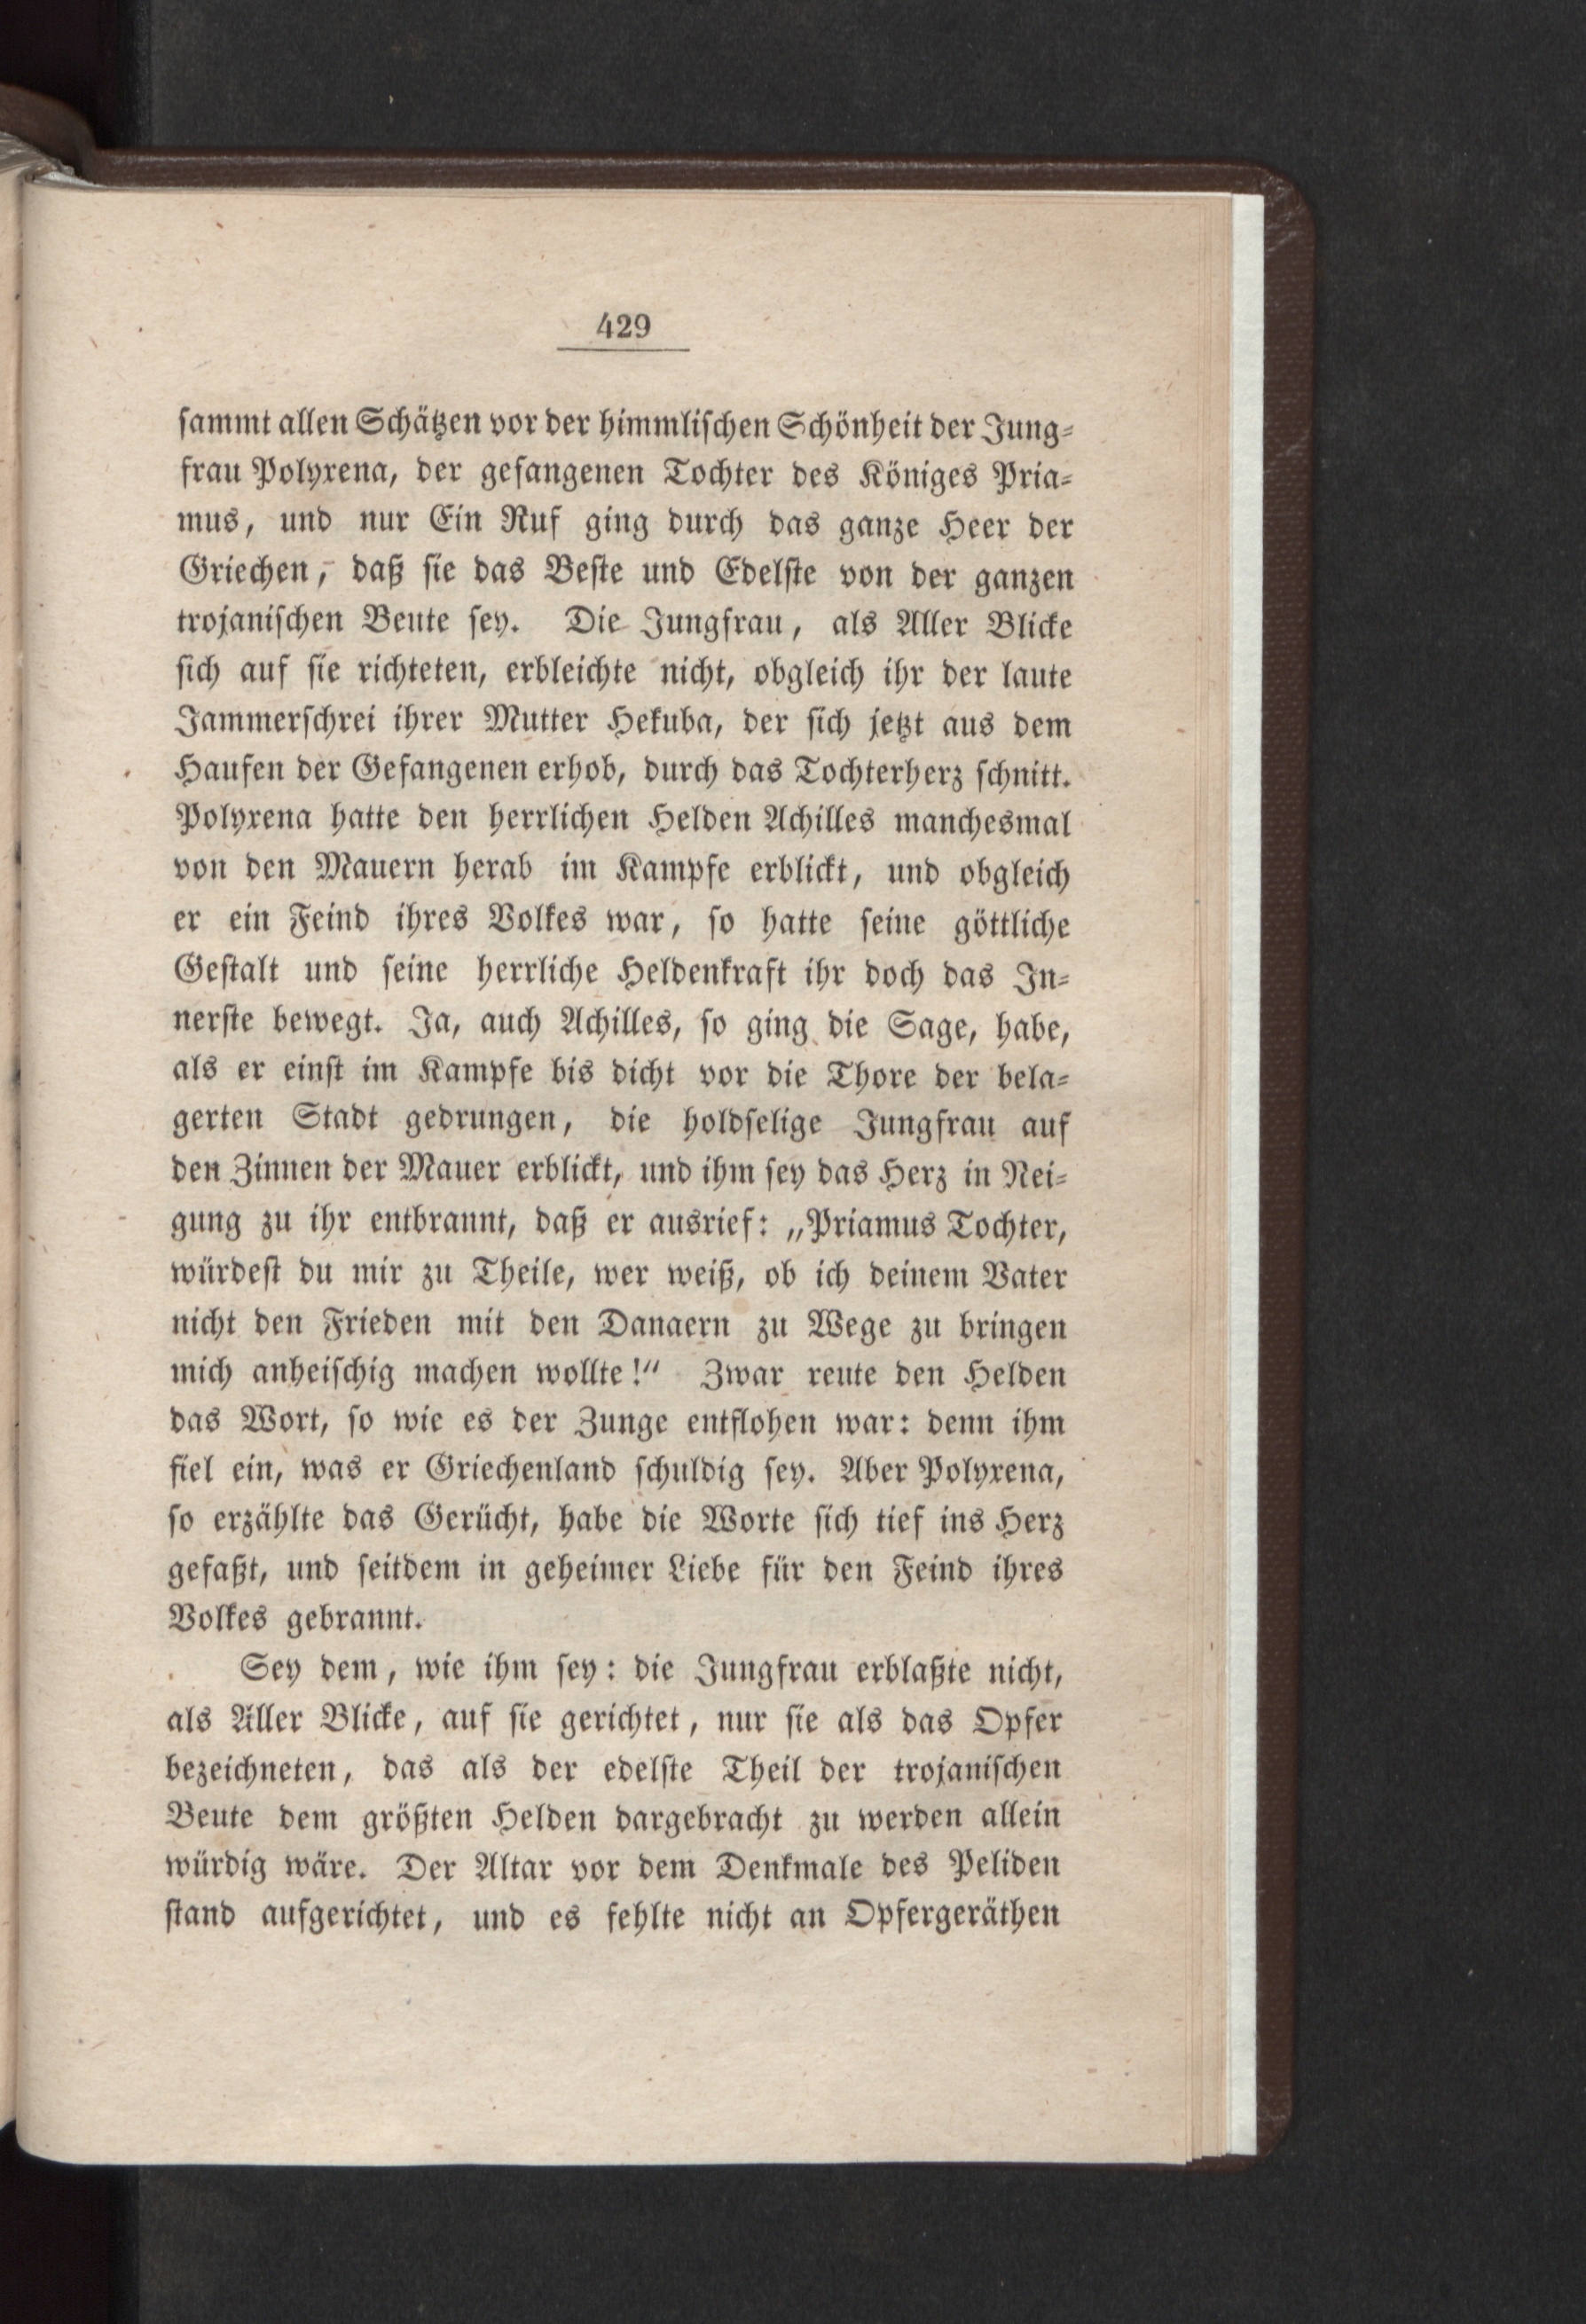 429
sammt allen Schätzen vor der himmlischen Schönheit der Jung-
frau Polyxena, der gefangenen Tochter des Königes Pria-
mus, und nur Ein Ruf ging durch das ganze Heer der
Griechen, daß sie das Beste und Edelste von der ganzen
trojanischen Beute sey. Die Jungfrau, als Aller Blicke
sich auf sie richteten, erbleichte nicht, obgleich ihr der laute
Jammerschrei ihrer Mutter Hekuba, der sich jetzt aus dem
Haufen der Gefangenen erhob, durch das Tochterherz schnitt.
Polyxena hatte den herrlichen Helden Achilles manchesmal
von den Mauern herab im Kampfe erblickt, und obgleich
er ein Feind ihres Volkes war, so hatte seine göttliche
Gestalt und seine herrliche Heldenkraft ihr doch das In-
nerste bewegt. Ja, auch Achilles, so ging die Sage, habe,
als er einst im Kampfe bis dicht vor die Thore der bela-
gerten Stadt gedrungen, die holdselige Jungfrau auf
den Zinnen der Mauer erblickt, und ihm sey das Herz in Nei-
gung zu ihr entbrannt, daß er ausrief: „Priamus Tochter,
würdest du mir zu Theile, wer weiß, ob ich deinem Vater
nicht den Frieden mit den Danaern zu Wege zu bringen
mich anheischig machen wollte!“ Zwar reute den Helden
das Wort, so wie es der Zunge entflohen war: denn ihm
fiel ein, was er Griechenland schuldig sey. Aber Polyxena,
so erzählte das Gerücht, habe die Worte sich tief ins Herz
gefaßt, und seitdem in geheimer Liebe für den Feind ihres
Volkes gebrannt.
Sey dem, wie ihm sey: die Jungfrau erblaßte nicht,
als Aller Blicke, auf sie gerichtet, nur sie als das Opfer
bezeichneten, das als der edelste Theil der trojanischen
Beute dem größten Helden dargebracht zu werden allein
würdig wäre. Der Altar vor dem Denkmale des Peliden
stand aufgerichtet, und es fehlte nicht an Opfergeräthen